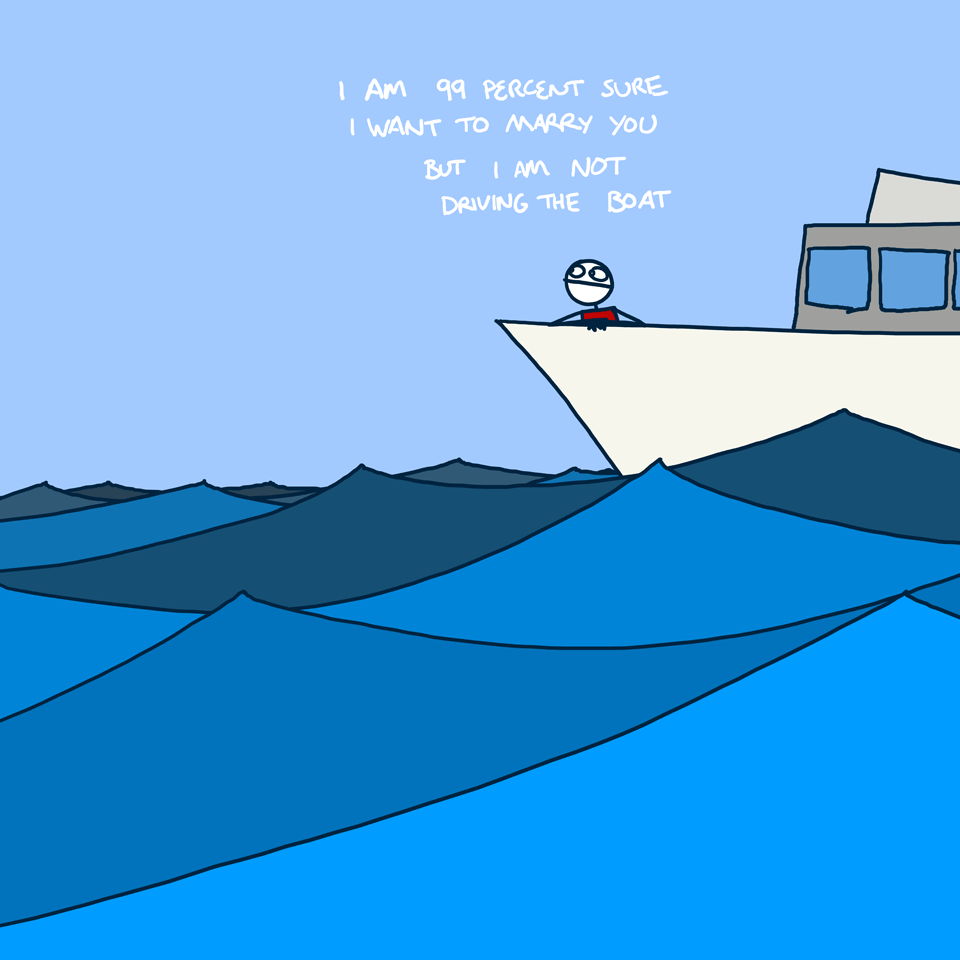 I AM 99 PERCENT SURE
I WANT TO MARRY YOU
BUT I AM NOT
DRIVING THE BOAT